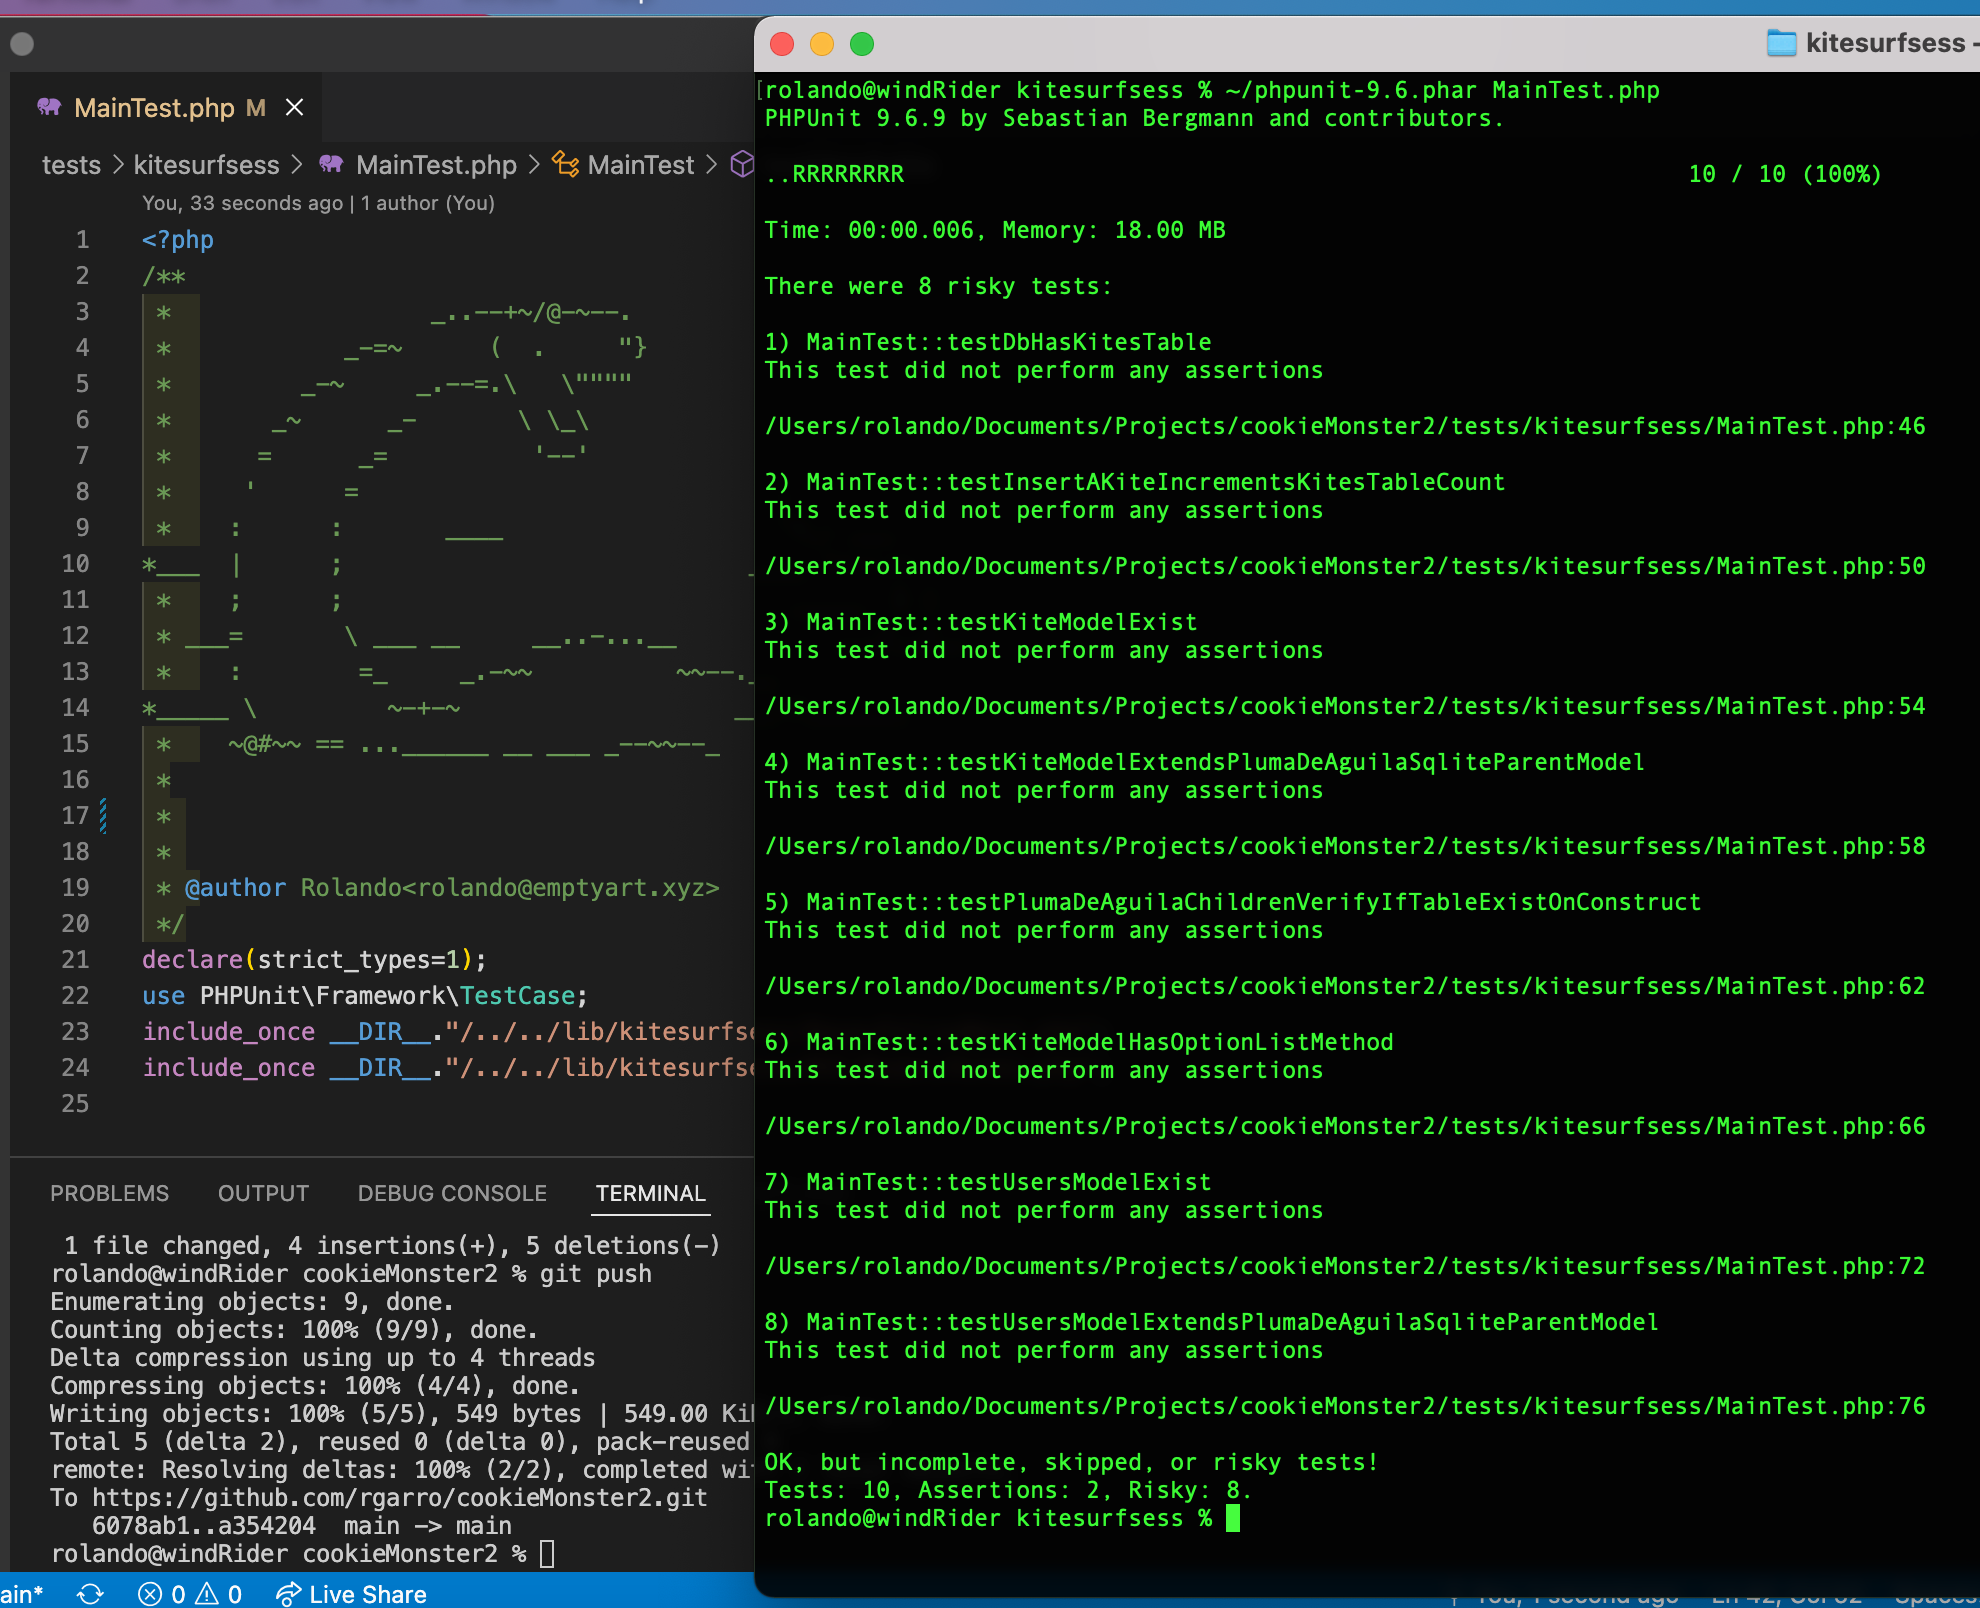 MainTest.php M
tests > kitesurfsess > MainTest.php > MainTest >
You, 33 seconds ago | 1 author (You)
1 <?php
2 /**
3  *                  _..--+~/@-~--.
4  *            _-=~      (  .     "}
5  *         _-~     _.--=.\   \""""
6  *       _~      _-       \ \_\
7  *      =      _=          '--'
8  *     '      =
9  *    :      :       ____
10 *___  |      ;
11  *    ;      ;
12  * ___=       \ ___ __     __..-...__
13  *    :        =_     _.-~~          ~~--._
14 *_____ \         ~-+-~                   __
15  *    ~@#~~ == ...______ __ ___ _--~~--_
16  *
17  *
18  *
19  * @author Rolando<rolando@emptyart.xyz>
20  */
21 declare(strict_types=1);
22 use PHPUnit\Framework\TestCase;
23 include_once __DIR__."/../../lib/kitesurfse
24 include_once __DIR__."/../../lib/kitesurfse
25
PROBLEMS OUTPUT DEBUG CONSOLE TERMINAL
1 file changed, 4 insertions(+), 5 deletions(-)
rolando@windRider cookieMonster2 % git push
Enumerating objects: 9, done.
Counting objects: 100% (9/9), done.
Delta compression using up to 4 threads
Compressing objects: 100% (4/4), done.
Writing objects: 100% (5/5), 549 bytes | 549.00 Ki
Total 5 (delta 2), reused 0 (delta 0), pack-reused
remote: Resolving deltas: 100% (2/2), completed wi
To https://github.com/rgarro/cookieMonster2.git
6078ab1..a354204  main -> main
rolando@windRider cookieMonster2 %
ain* 0 0 Live Share
kitesurfsess -
[rolando@windRider kitesurfsess % ~/phpunit-9.6.phar MainTest.php
PHPUnit 9.6.9 by Sebastian Bergmann and contributors.
..RRRRRRRR 10 / 10 (100%)
Time: 00:00.006, Memory: 18.00 MB
There were 8 risky tests:
1) MainTest::testDbHasKitesTable
This test did not perform any assertions
/Users/rolando/Documents/Projects/cookieMonster2/tests/kitesurfsess/MainTest.php:46
2) MainTest::testInsertAKiteIncrementsKitesTableCount
This test did not perform any assertions
/Users/rolando/Documents/Projects/cookieMonster2/tests/kitesurfsess/MainTest.php:50
3) MainTest::testKiteModelExist
This test did not perform any assertions
/Users/rolando/Documents/Projects/cookieMonster2/tests/kitesurfsess/MainTest.php:54
4) MainTest::testKiteModelExtendsPlumaDeAguilaSqliteParentModel
This test did not perform any assertions
/Users/rolando/Documents/Projects/cookieMonster2/tests/kitesurfsess/MainTest.php:58
5) MainTest::testPlumaDeAguilaChildrenVerifyIfTableExistOnConstruct
This test did not perform any assertions
/Users/rolando/Documents/Projects/cookieMonster2/tests/kitesurfsess/MainTest.php:62
6) MainTest::testKiteModelHasOptionListMethod
This test did not perform any assertions
/Users/rolando/Documents/Projects/cookieMonster2/tests/kitesurfsess/MainTest.php:66
7) MainTest::testUsersModelExist
This test did not perform any assertions
/Users/rolando/Documents/Projects/cookieMonster2/tests/kitesurfsess/MainTest.php:72
8) MainTest::testUsersModelExtendsPlumaDeAguilaSqliteParentModel
This test did not perform any assertions
/Users/rolando/Documents/Projects/cookieMonster2/tests/kitesurfsess/MainTest.php:76
OK, but incomplete, skipped, or risky tests!
Tests: 10, Assertions: 2, Risky: 8.
rolando@windRider kitesurfsess %